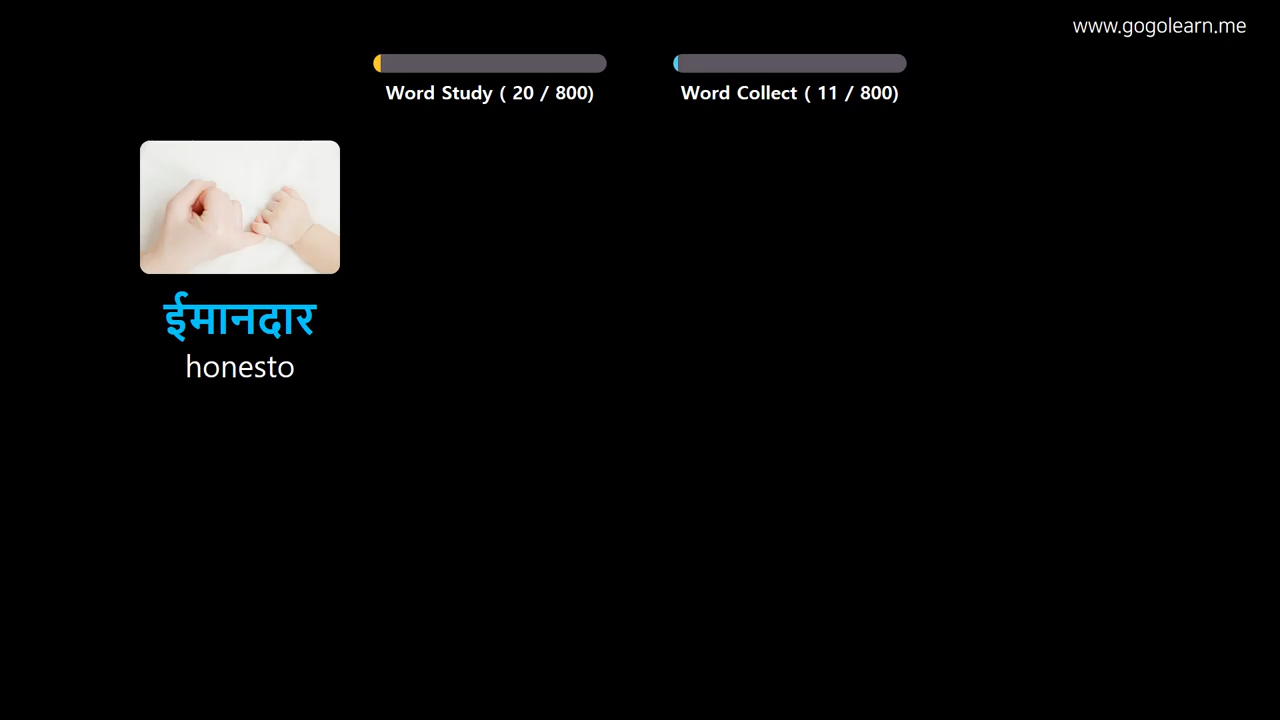 www.gogolearn.me
Word Study ( 20 / 800)
Word Collect ( 11 / 800)
ईमानदार
honesto